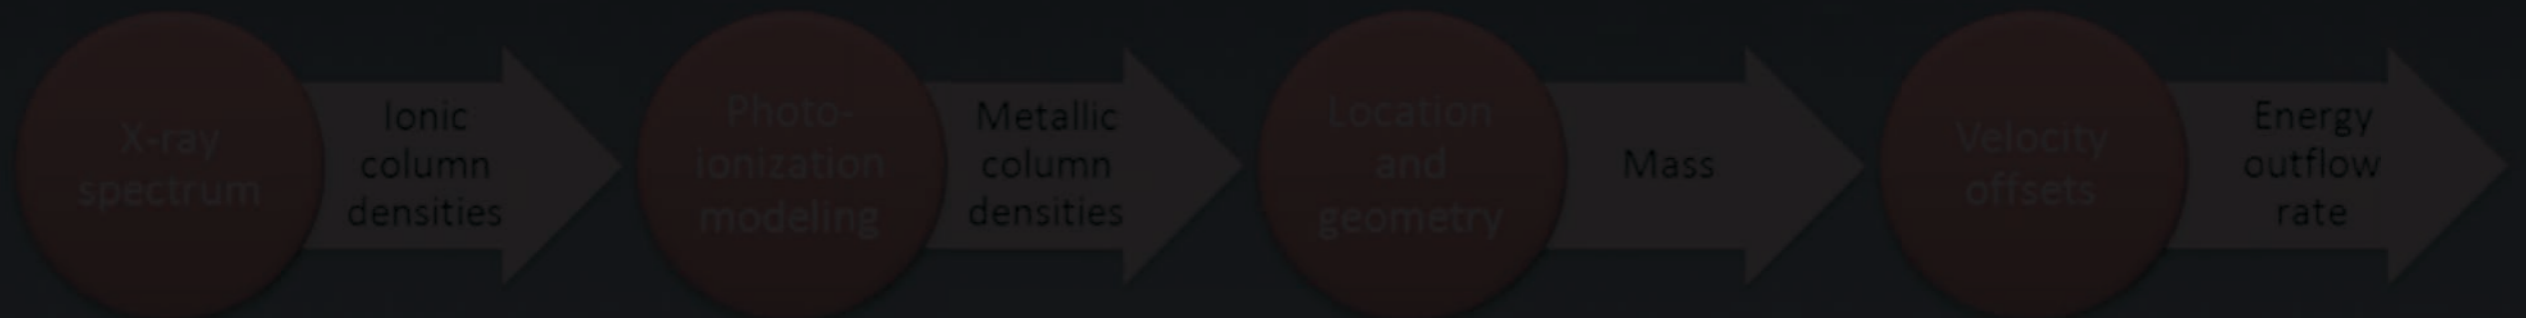 X-ray
spectrum
Ionic
column
densities
Photo-
ionization
modeling
Metallic
column
densities
Location
and
geometry
Mass
Velocity
offsets
Energy
outflow
rate